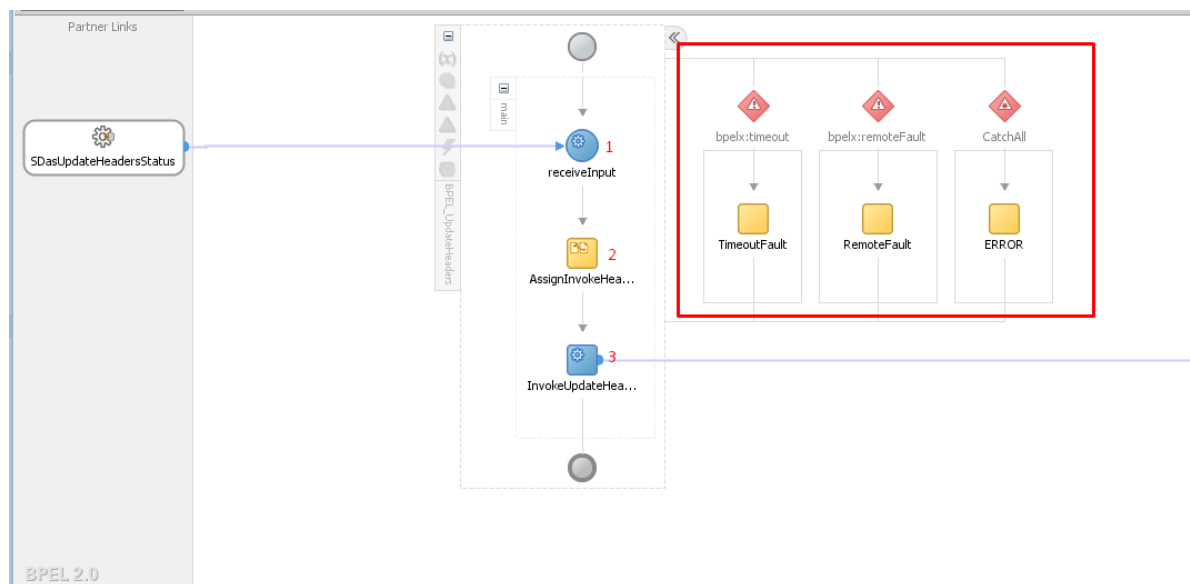 Partner Links
SDasUpdateHeadersStatus
(x)
BPEL_UpdateHeaders
main
receiveInput
1
AssignInvokeHea...
2
InvokeUpdateHea...
3
bpelx:timeout
bpelx:remoteFault
CatchAll
TimeoutFault
RemoteFault
ERROR
BPEL 2.0